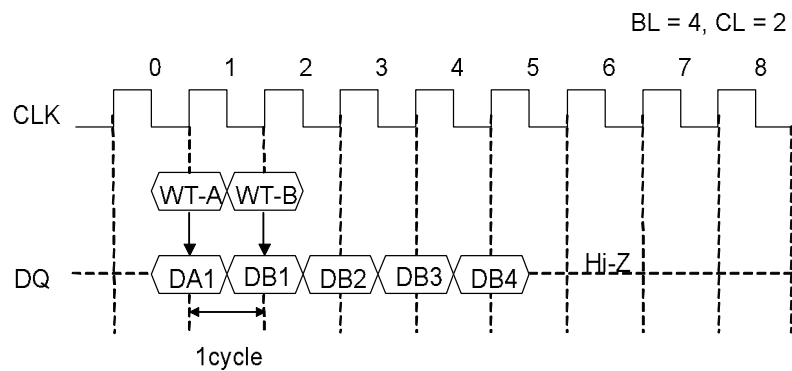 BL = 4, CL = 2
0 1 2 3 4 5 6 7 8
CLK
WT-A WT-B
DQ DA1 DB1 DB2 DB3 DB4 Hi-Z
1cycle